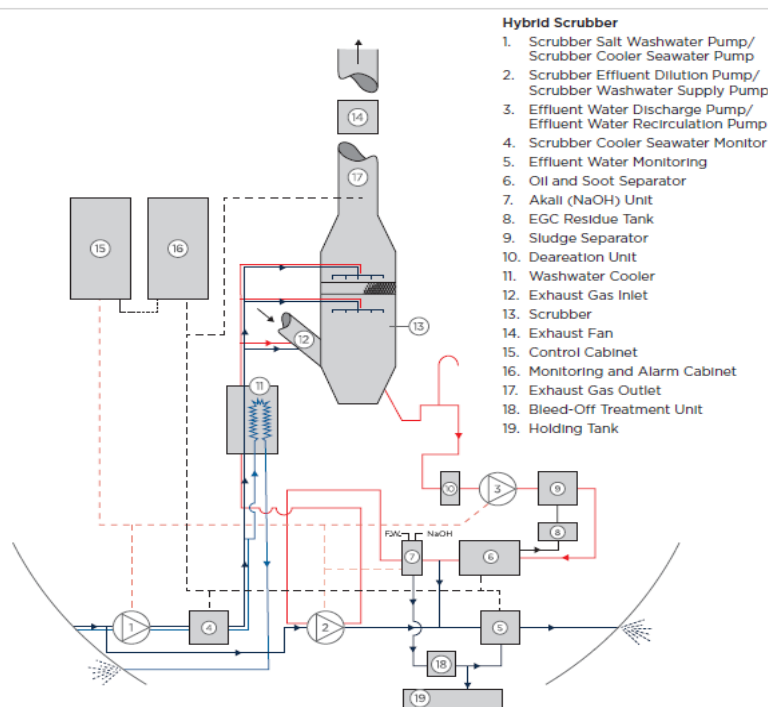 Hybrid Scrubber
1. Scrubber Salt Washwater Pump/
Scrubber Cooler Seawater Pump
2. Scrubber Effluent Dilution Pump/
Scrubber Washwater Supply Pump
3. Effluent Water Discharge Pump/
Effluent Water Recirculation Pump
4. Scrubber Cooler Seawater Monitor
5. Effluent Water Monitoring
6. Oil and Soot Separator
7. Akali (NaOH) Unit
8. EGC Residue Tank
9. Sludge Separator
10. Deareation Unit
11. Washwater Cooler
12. Exhaust Gas Inlet
13. Scrubber
14. Exhaust Fan
15. Control Cabinet
16. Monitoring and Alarm Cabinet
17. Exhaust Gas Outlet
18. Bleed-Off Treatment Unit
19. Holding Tank
14
17
15
16
13
12
11
10
3
9
8
F.W. NaOH
7
6
1
4
2
5
18
19